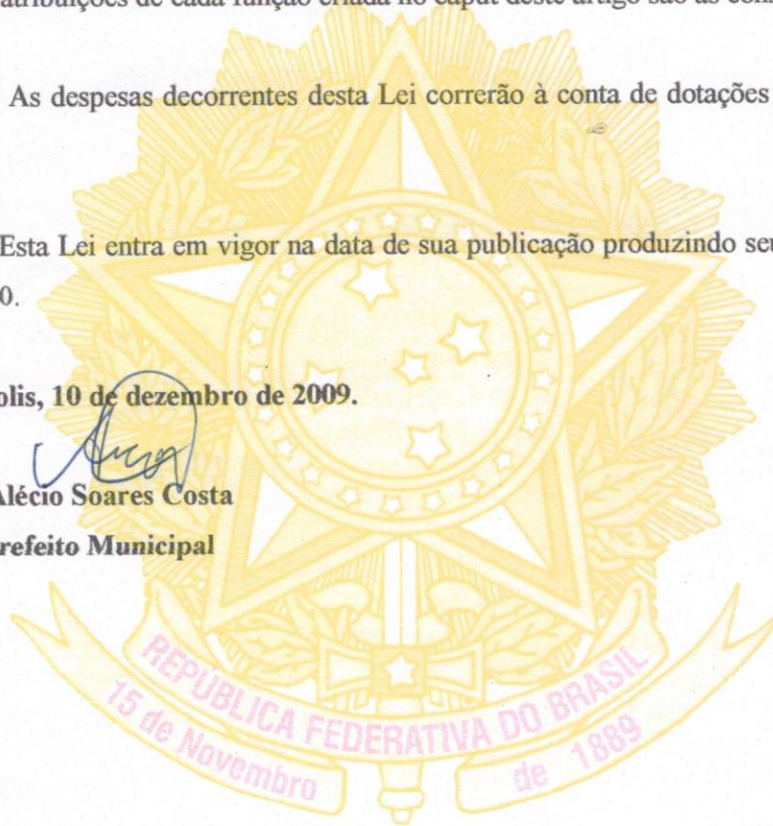 atribuições de cada função criada no caput deste artigo são as cons
As despesas decorrentes desta Lei correrão à conta de dotações
Esta Lei entra em vigor na data de sua publicação produzindo seu
0.
olis, 10 de dezembro de 2009.
Alécio Soares Costa
refeito Municipal
REPUBLICA FEDERATIVA DO BRASIL
15 de Novembro de 1889